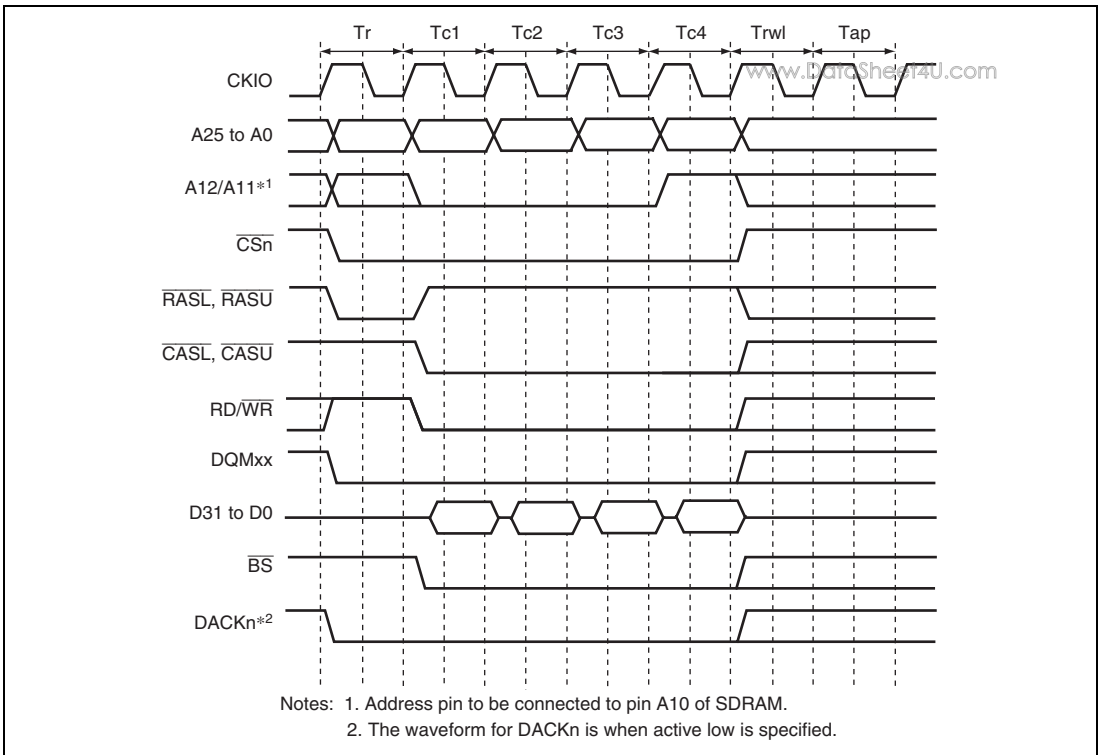 Tr Tc1 Tc2 Tc3 Tc4 Trwl Tap
CKIO
www.DataSheet4U.com
A25 to A0
A12/A11*1
CSn
RASL, RASU
CASL, CASU
RD/WR
DQMxx
D31 to D0
BS
DACKn*2
Notes: 1. Address pin to be connected to pin A10 of SDRAM.
2. The waveform for DACKn is when active low is specified.